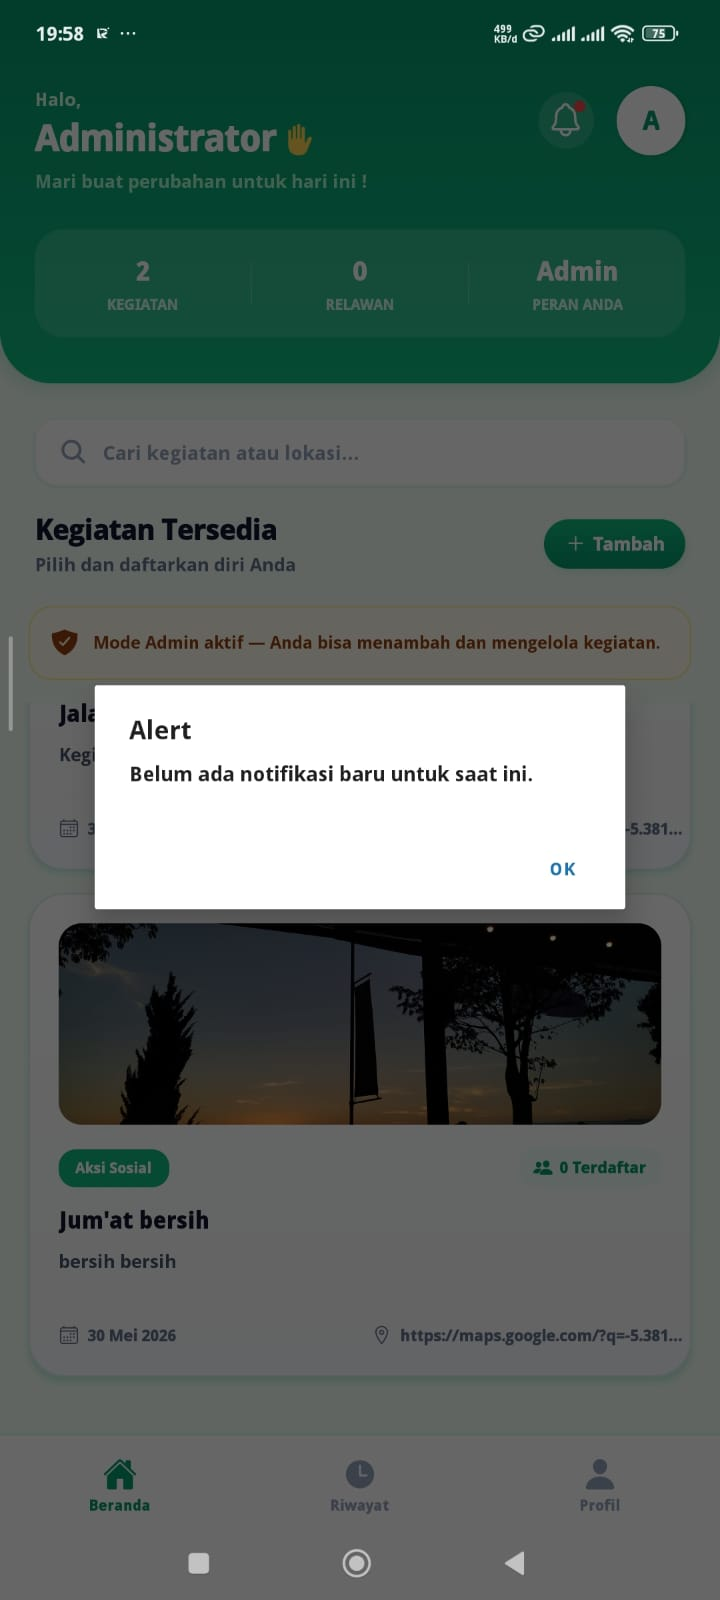 19:58
499
KB/d
75
Halo,
Administrator
A
Mari buat perubahan untuk hari ini !
2
0
Admin
KEGIATAN
RELAWAN
PERAN ANDA
Cari kegiatan atau lokasi...
Kegiatan Tersedia
Pilih dan daftarkan diri Anda
+ Tambah
Mode Admin aktif — Anda bisa menambah dan mengelola kegiatan.
Alert
Belum ada notifikasi baru untuk saat ini.
-5.381...
OK
Aksi Sosial
0 Terdaftar
Jum'at bersih
bersih bersih
30 Mei 2026
https://maps.google.com/?q=-5.381...
Beranda
Riwayat
Profil